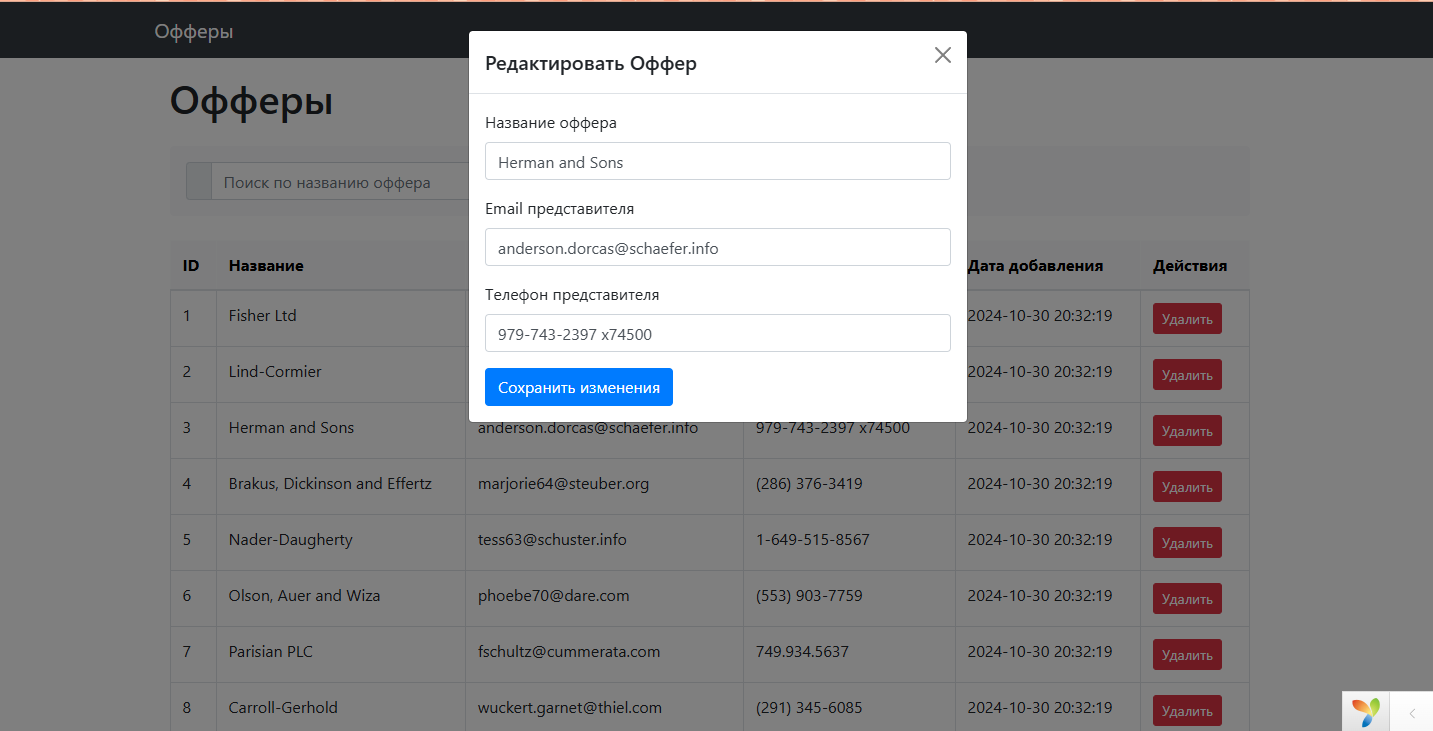 Офферы
Редактировать Оффер
Офферы
Название оффера
Herman and Sons
Поиск по названию оффера
Email представителя
anderson.dorcas@schaefer.info
Телефон представителя
979-743-2397 x74500
Сохранить изменения
ID Название Дата добавления Действия
1 Fisher Ltd 2024-10-30 20:32:19 Удалить
2 Lind-Cormier 2024-10-30 20:32:19 Удалить
3 Herman and Sons anderson.dorcas@schaefer.info 979-743-2397 x74500 2024-10-30 20:32:19 Удалить
4 Brakus, Dickinson and Effertz marjorie64@steuber.org (286) 376-3419 2024-10-30 20:32:19 Удалить
5 Nader-Daugherty tess63@schuster.info 1-649-515-8567 2024-10-30 20:32:19 Удалить
6 Olson, Auer and Wiza phoebe70@dare.com (553) 903-7759 2024-10-30 20:32:19 Удалить
7 Parisian PLC fschultz@cummerata.com 749.934.5637 2024-10-30 20:32:19 Удалить
8 Carroll-Gerhold wuckert.garnet@thiel.com (291) 345-6085 2024-10-30 20:32:19 Удалить